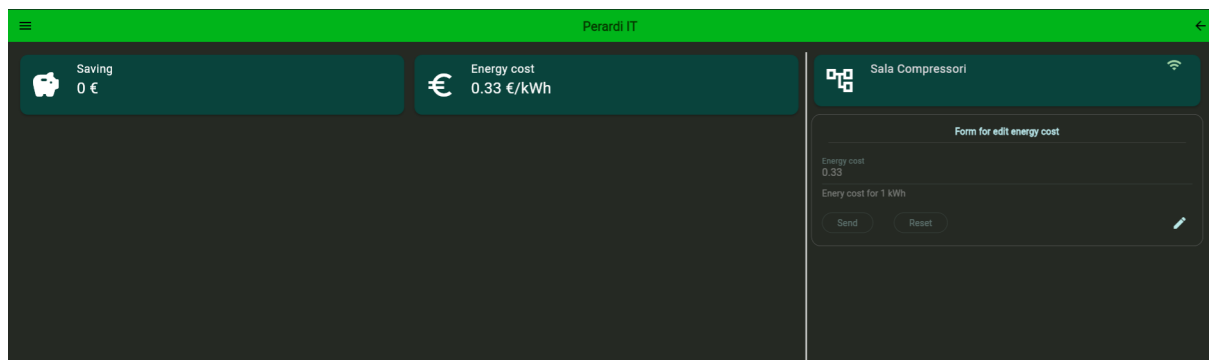 Perardi IT
Saving
0 €
Energy cost
0.33 €/kWh
Sala Compressori
Form for edit energy cost
Energy cost
0.33
Enery cost for 1 kWh
Send
Reset